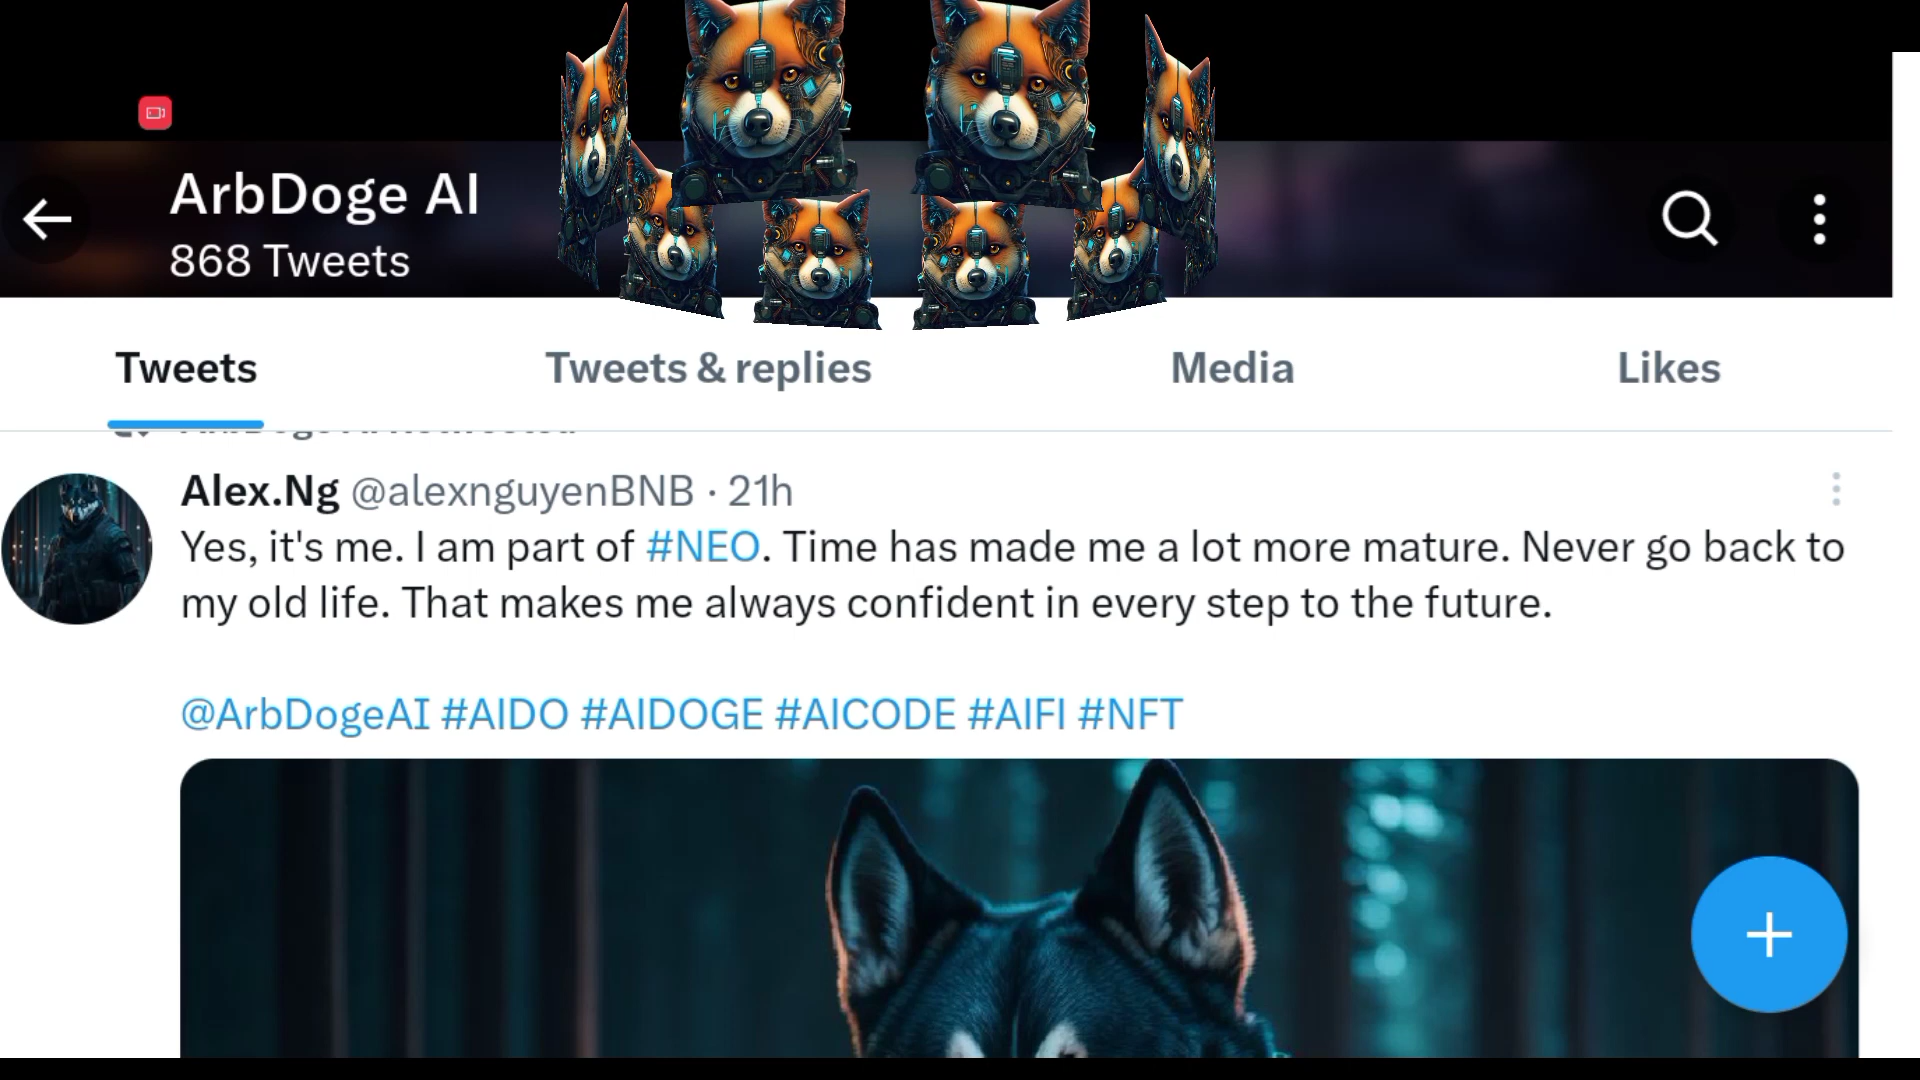 ArbDoge AI
868 Tweets
Tweets
Tweets & replies
Media
Likes
Alex.Ng @alexnguyenBNB · 21h
Yes, it's me. I am part of #NEO. Time has made me a lot more mature. Never go back to
my old life. That makes me always confident in every step to the future.
@ArbDogeAI #AIDO #AIDOGE #AICODE #AIFI #NFT